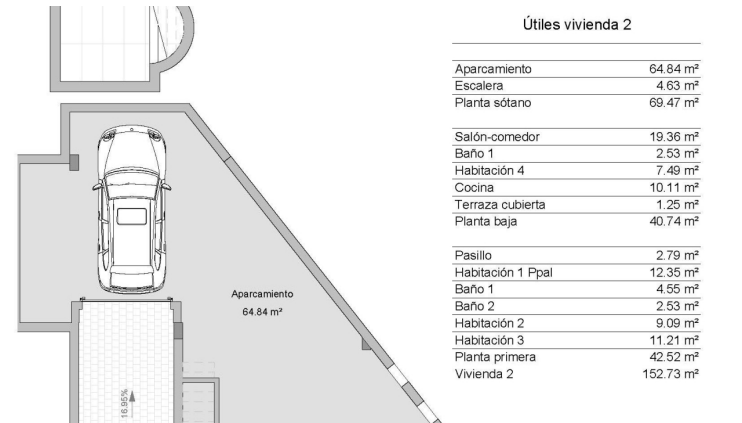 Útiles vivienda 2
Aparcamiento 64.84 m²
Escalera 4.63 m²
Planta sótano 69.47 m²
Salón-comedor 19.36 m²
Baño 1 2.53 m²
Habitación 4 7.49 m²
Cocina 10.11 m²
Terraza cubierta 1.25 m²
Planta baja 40.74 m²
Pasillo 2.79 m²
Habitación 1 Ppal 12.35 m²
Baño 1 4.55 m²
Baño 2 2.53 m²
Habitación 2 9.09 m²
Habitación 3 11.21 m²
Planta primera 42.52 m²
Vivienda 2 152.73 m²
Aparcamiento
64.84 m²
16.95%